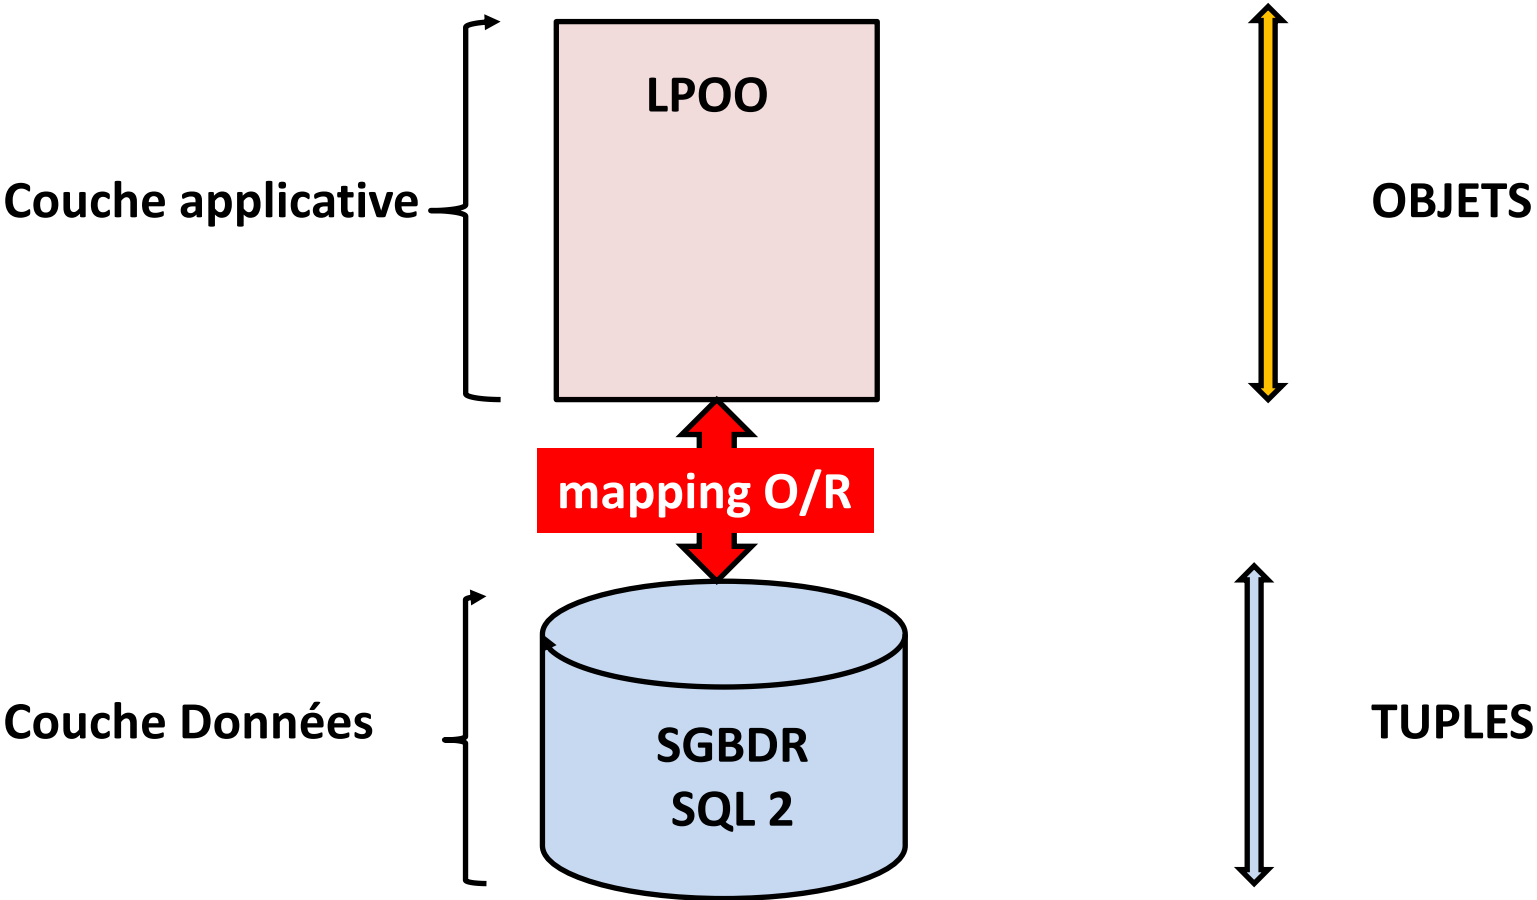 LPOO
Couche applicative
OBJETS
mapping O/R
Couche Données
TUPLES
SGBDR
SQL 2